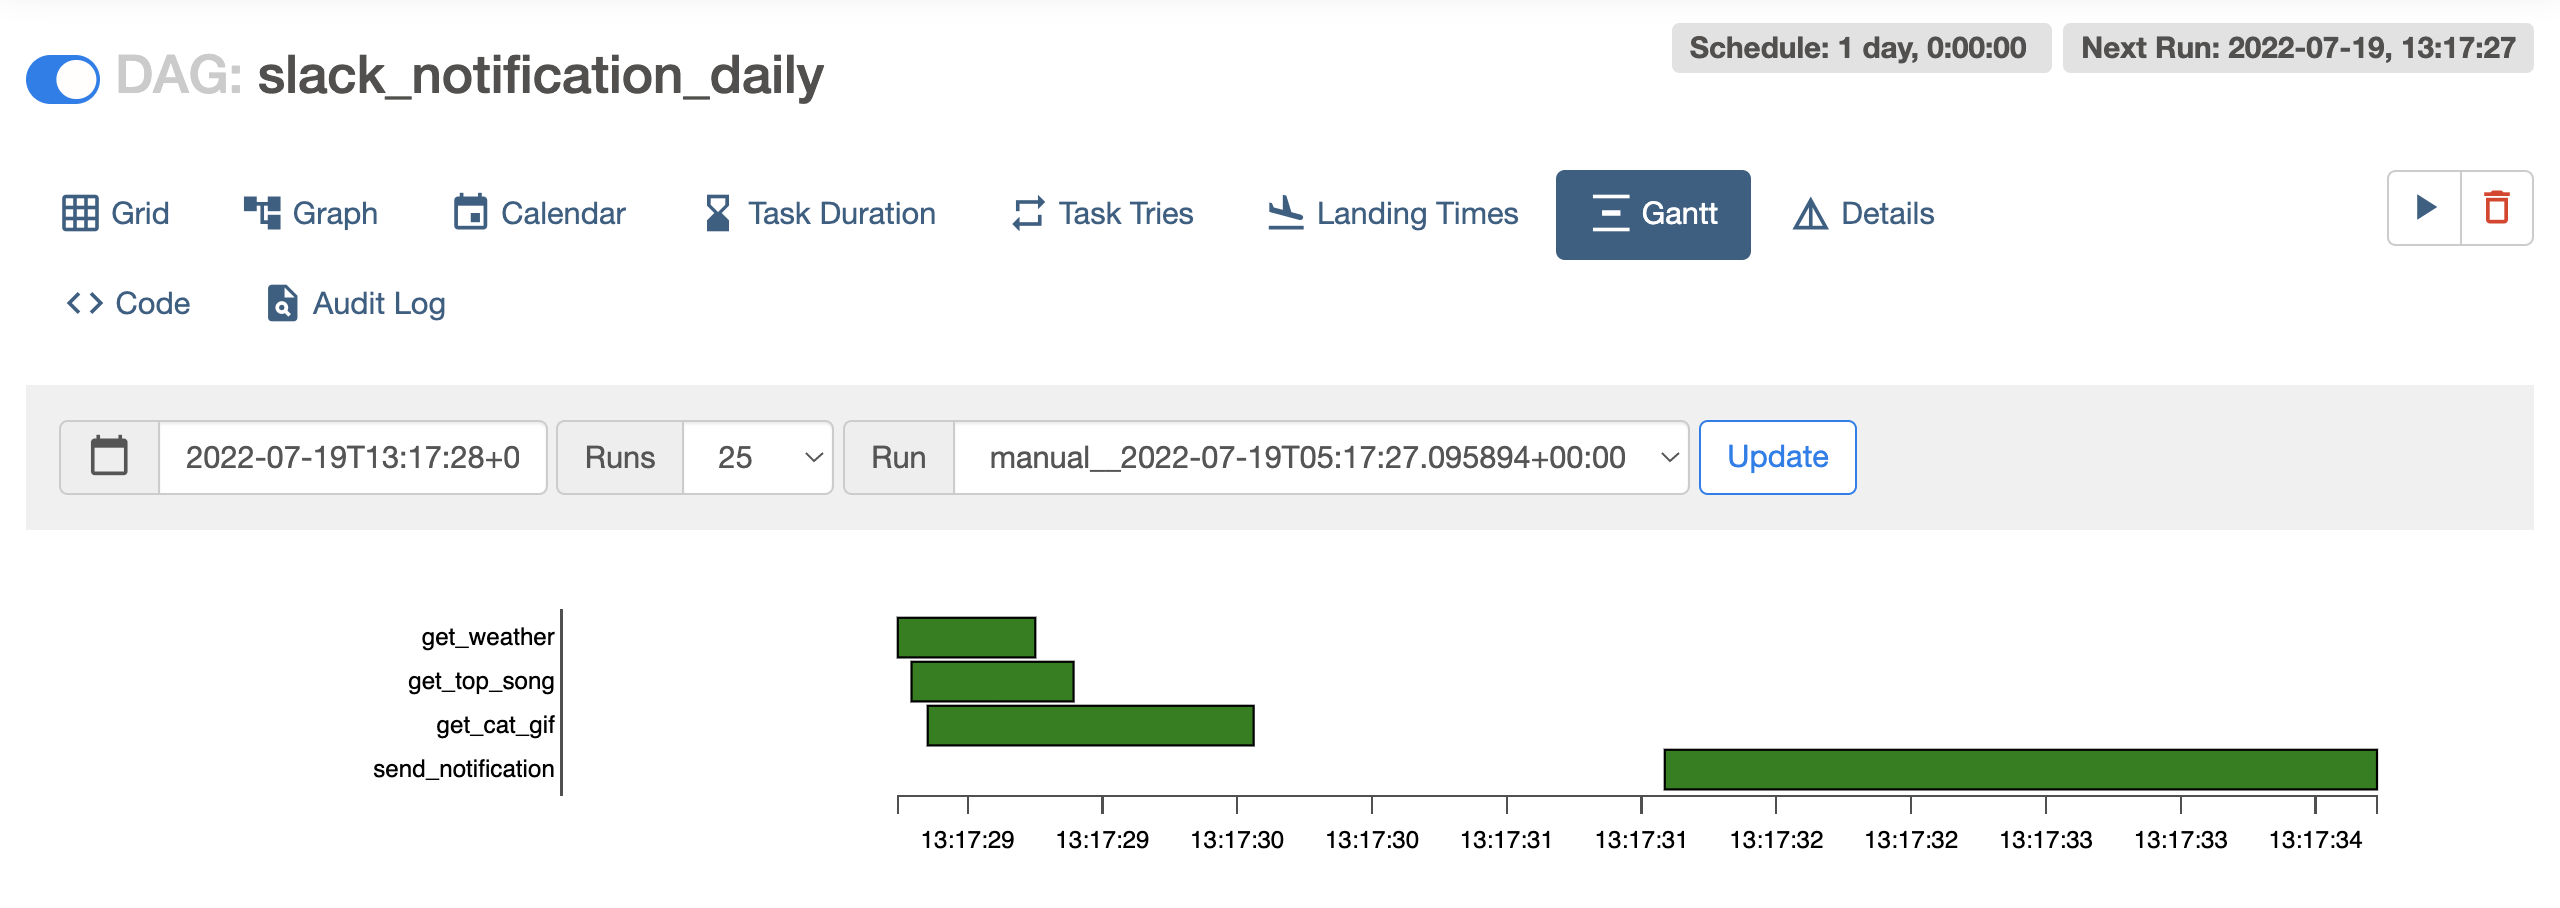 DAG: slack_notification_daily
Schedule: 1 day, 0:00:00
Next Run: 2022-07-19, 13:17:27
Grid
Graph
Calendar
Task Duration
Task Tries
Landing Times
Gantt
Details
Code
Audit Log
2022-07-19T13:17:28+0
Runs
25
Run
manual__2022-07-19T05:17:27.095894+00:00
Update
get_weather
get_top_song
get_cat_gif
send_notification
13:17:29 13:17:29 13:17:30 13:17:30 13:17:31 13:17:31 13:17:32 13:17:32 13:17:33 13:17:33 13:17:34